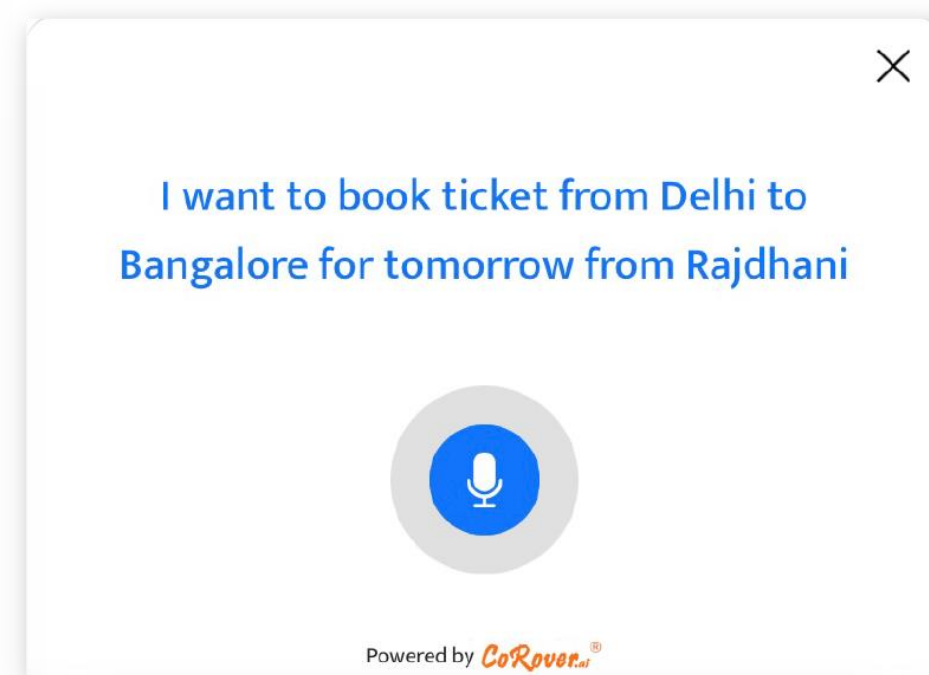 I want to book ticket from Delhi to
Bangalore for tomorrow from Rajdhani
Powered by CoRover.ai®